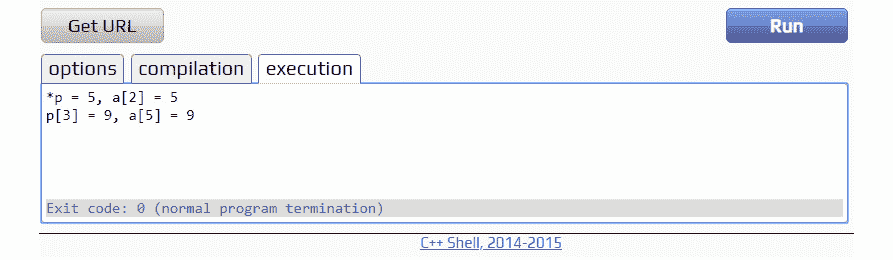 Get URL
Run
options
compilation
execution
*p = 5, a[2] = 5
p[3] = 9, a[5] = 9
Exit code: 0 (normal program termination)
C++ Shell, 2014-2015